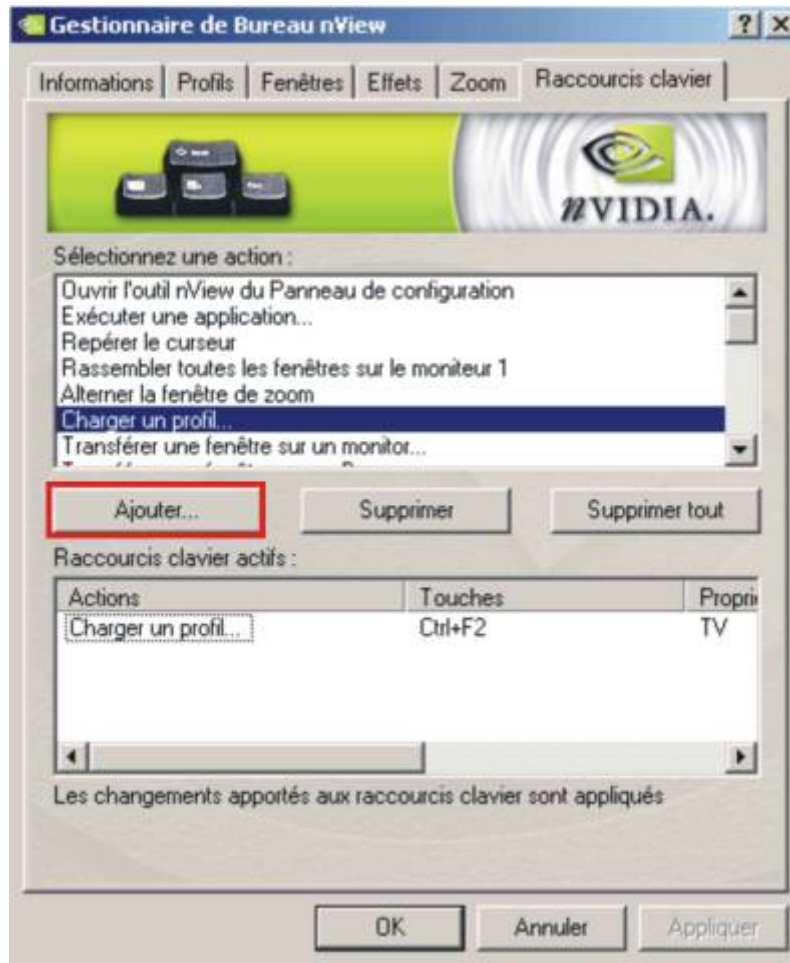 Gestionnaire de Bureau nView
Informations Profils Fenêtres Effets Zoom Raccourcis clavier
nVIDIA.
Sélectionnez une action :
Ouvrir l'outil nView du Panneau de configuration
Exécuter une application...
Repérer le curseur
Rassembler toutes les fenêtres sur le moniteur 1
Alterner la fenêtre de zoom
Charger un profil...
Transférer une fenêtre sur un monitor...
Ajouter... Supprimer Supprimer tout
Raccourcis clavier actifs :
Actions Touches Proprié
Charger un profil... Ctrl+F2 TV
Les changements apportés aux raccourcis clavier sont appliqués
OK Annuler Appliquer